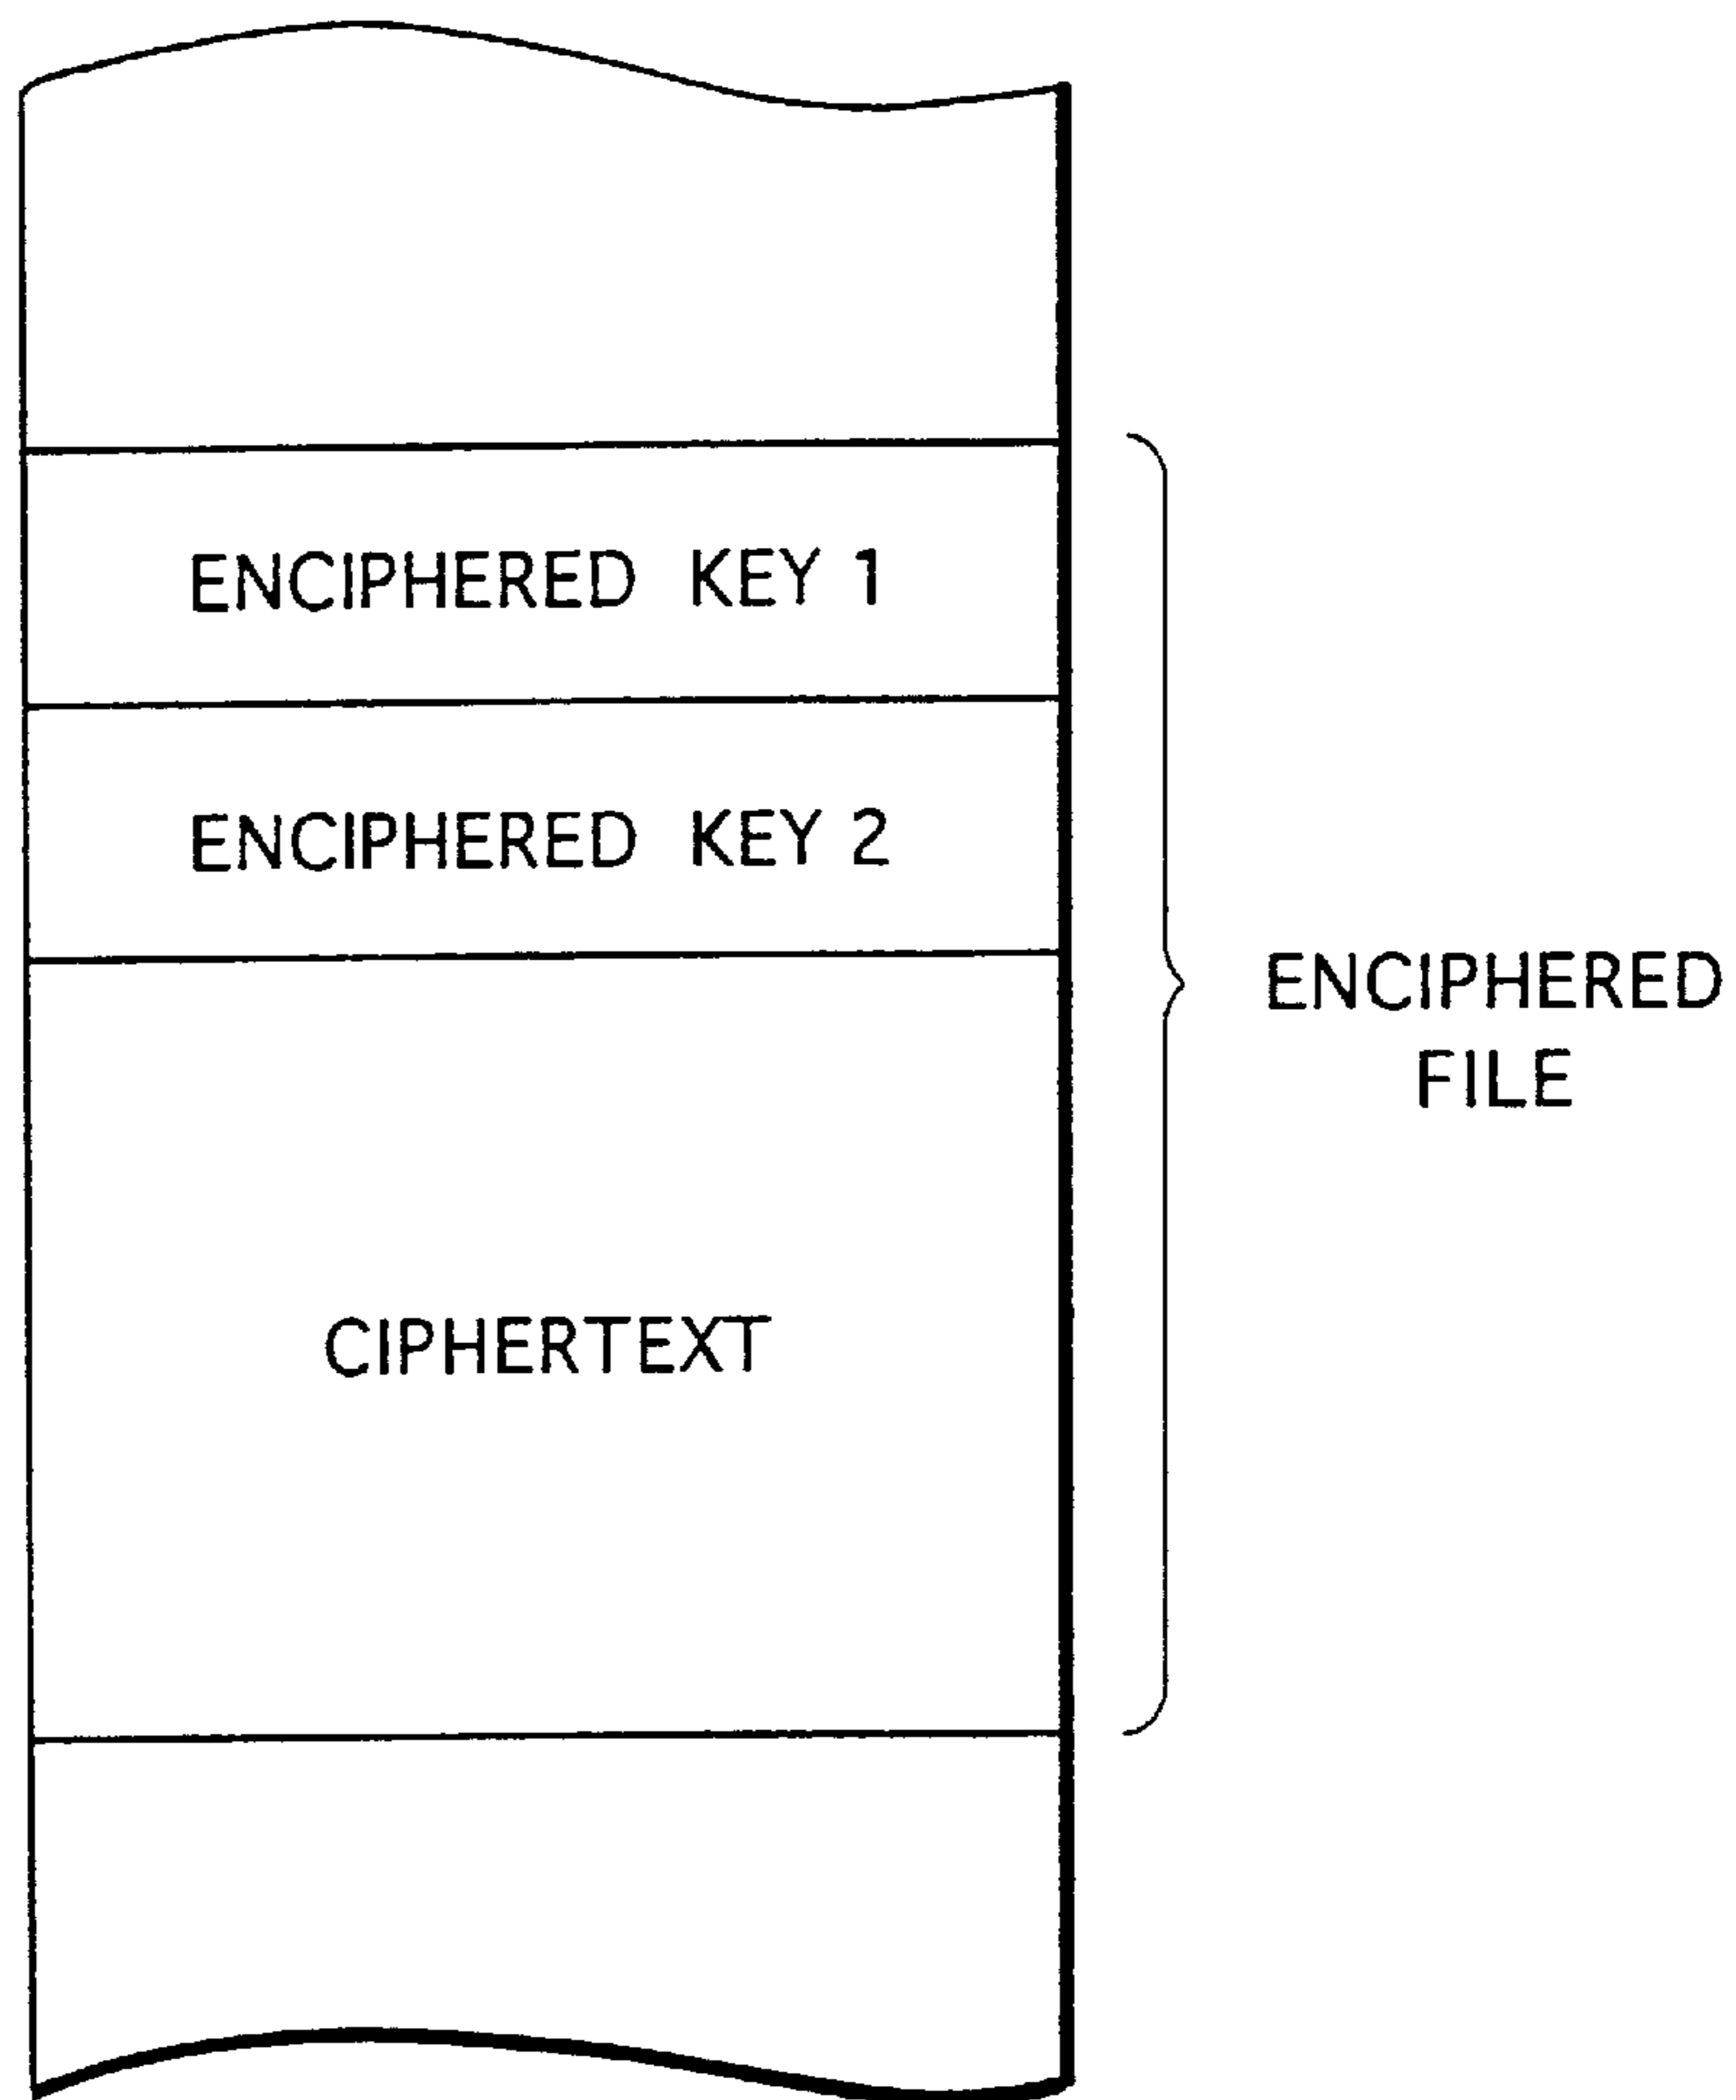 ENCIPHERED KEY 1
ENCIPHERED KEY 2
ENCIPHERED
FILE
CIPHERTEXT